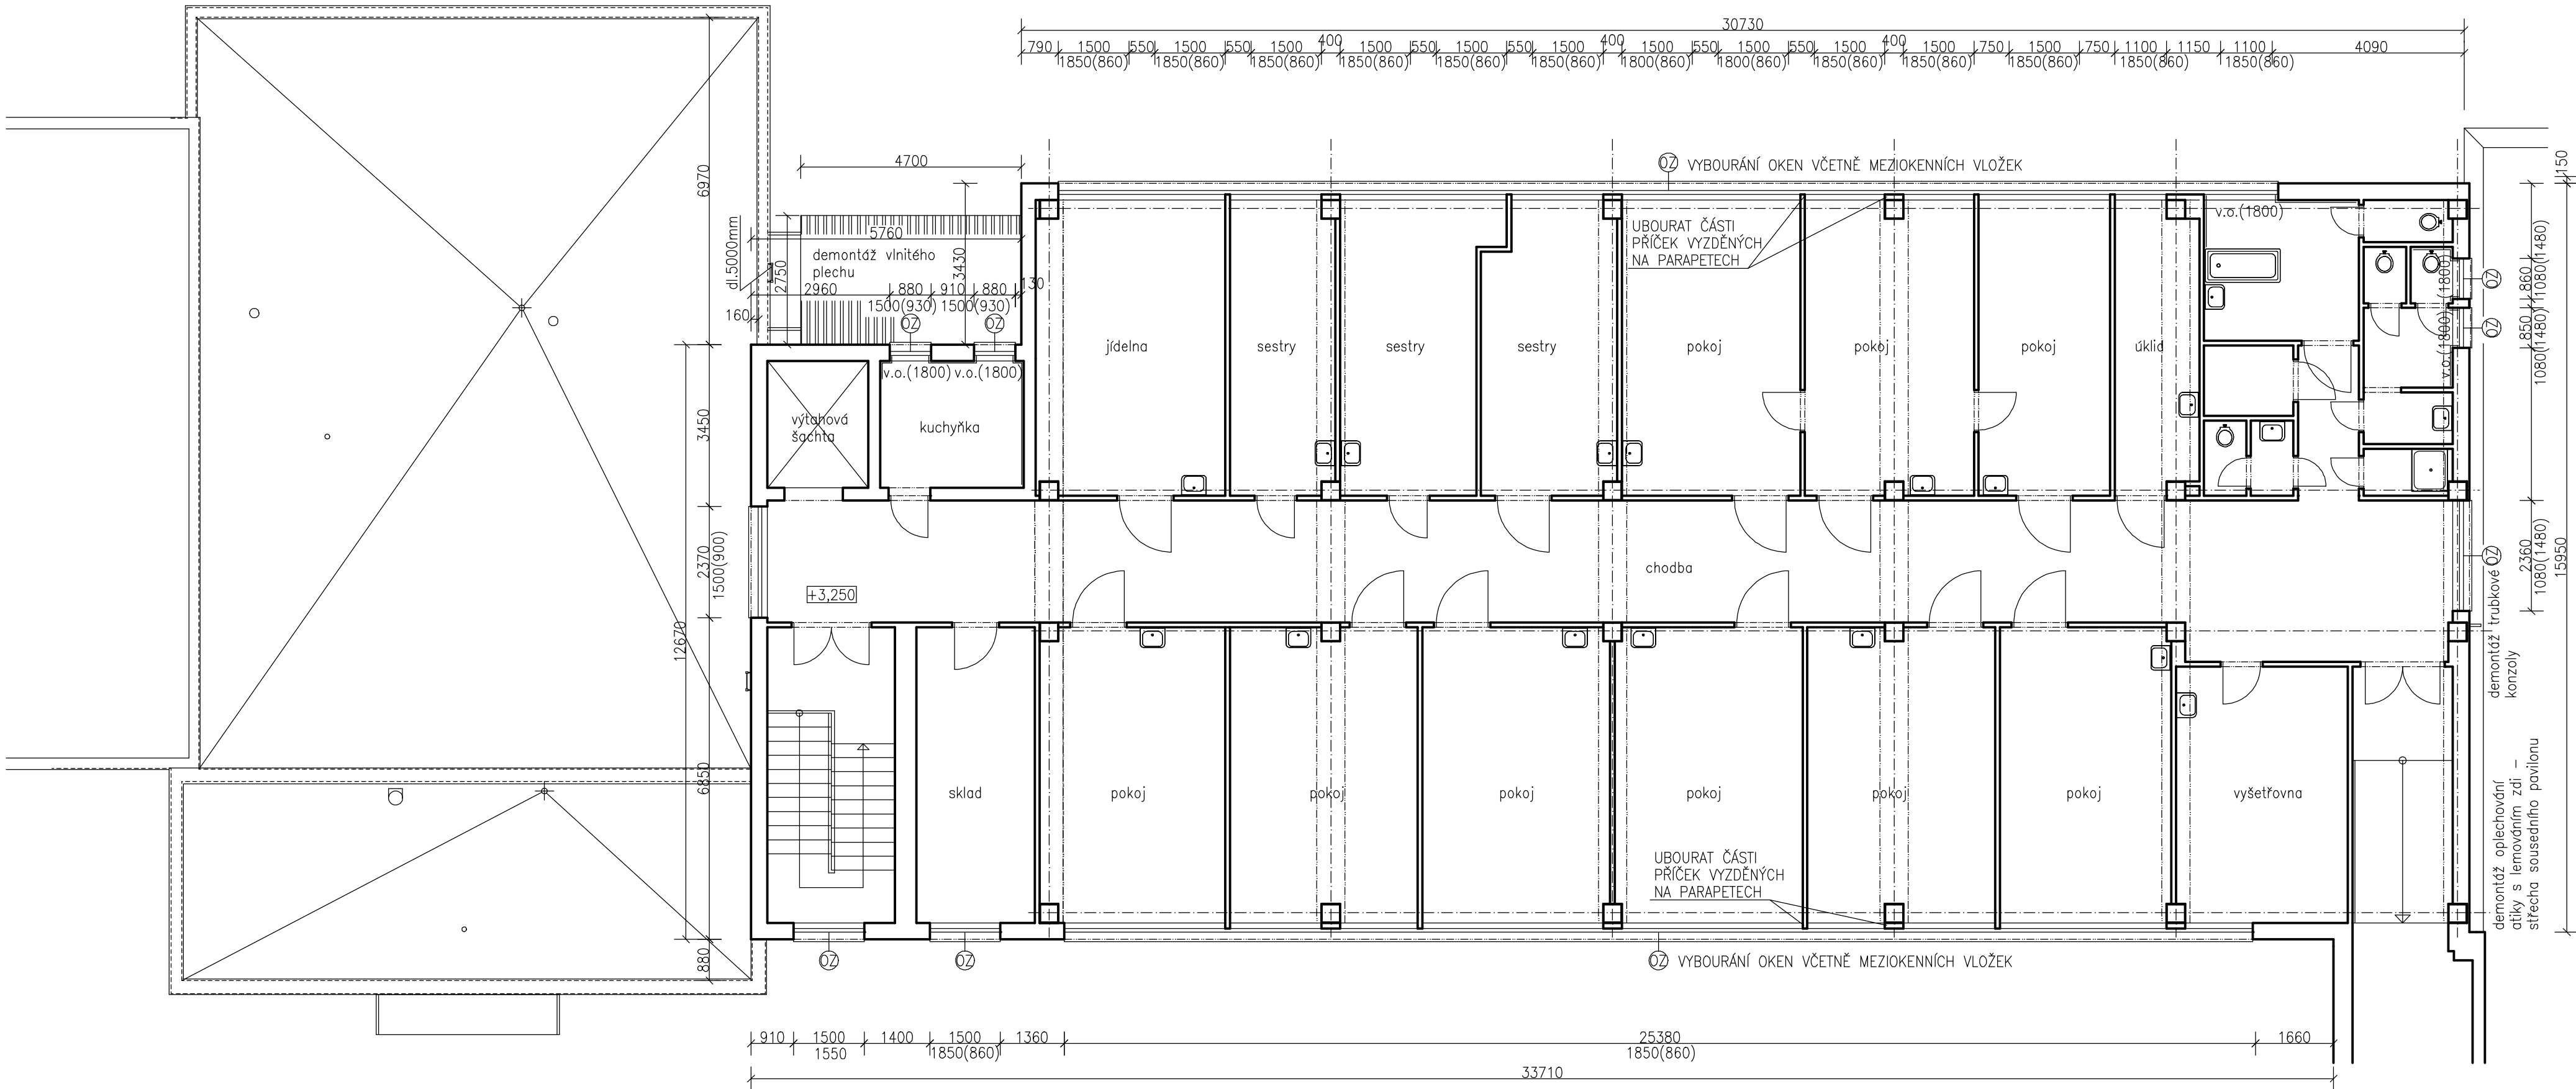 30730
790 1500 550 1500 550 1500 400 1500 550 1500 550 1500 400 1500 550 1500 550 1500 400 1500 750 1500 750 1100 1150 1100 4090
1850(860) 1850(860) 1850(860) 1850(860) 1850(860) 1850(860) 1800(860) 1800(860) 1850(860) 1850(860) 1850(860) 1850(860) 1850(860)
4700
OZ VYBOURÁNÍ OKEN VČETNĚ MEZIOKENNÍCH VLOŽEK
150
6970
dl.5000mm
2750
5760
3430
demontáž vlnitého
plechu
2960 880 910 880 130
1500(930) 1500(930)
160
OZ OZ
UBOURAT ČÁSTI
PŘÍČEK VYZDĚNÝCH
NA PARAPETECH
v.o.(1800)
v.o.(1800)
v.o.(1800)
OZ
OZ
860
1080(1480)
850
1080(1480)
jídelna
sestry
sestry
sestry
pokoj
pokoj
pokoj
úklid
v.o.(1800) v.o.(1800)
výtahová
šachta
kuchyňka
3450
2370
1500(900)
12670
+3,250
chodba
OZ
2360
1080(1480)
15950
demontáž trubkové
konzoly
6850
sklad
pokoj
pokoj
pokoj
pokoj
pokoj
pokoj
vyšetřovna
demontáž oplechování
atiky s lemováním zdi –
střecha sousedního pavilonu
UBOURAT ČÁSTI
PŘÍČEK VYZDĚNÝCH
NA PARAPETECH
880
OZ
OZ
OZ VYBOURÁNÍ OKEN VČETNĚ MEZIOKENNÍCH VLOŽEK
910 1500 1400 1500 1360 25380 1660
1550 1850(860) 1850(860)
33710